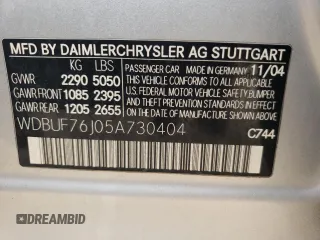 MFD BY DAIMLERCHRYSLER AG STUTTGART
KG LBS
PASSENGER CAR MADE IN GERMANY 11/04
GVWR 2290 5050
GAWR FRONT 1085 2395
GAWR REAR 1205 2655
THIS VEHICLE CONFORMS TO ALL APPLICABLE
U.S. FEDERAL MOTOR VEHICLE SAFETY, BUMPER,
AND THEFT PREVENTION STANDARDS IN EFFECT
ON THE DATE OF MANUFACTURE SHOWN ABOVE.
WDBUF76J05A730404
C744
DREAMBID